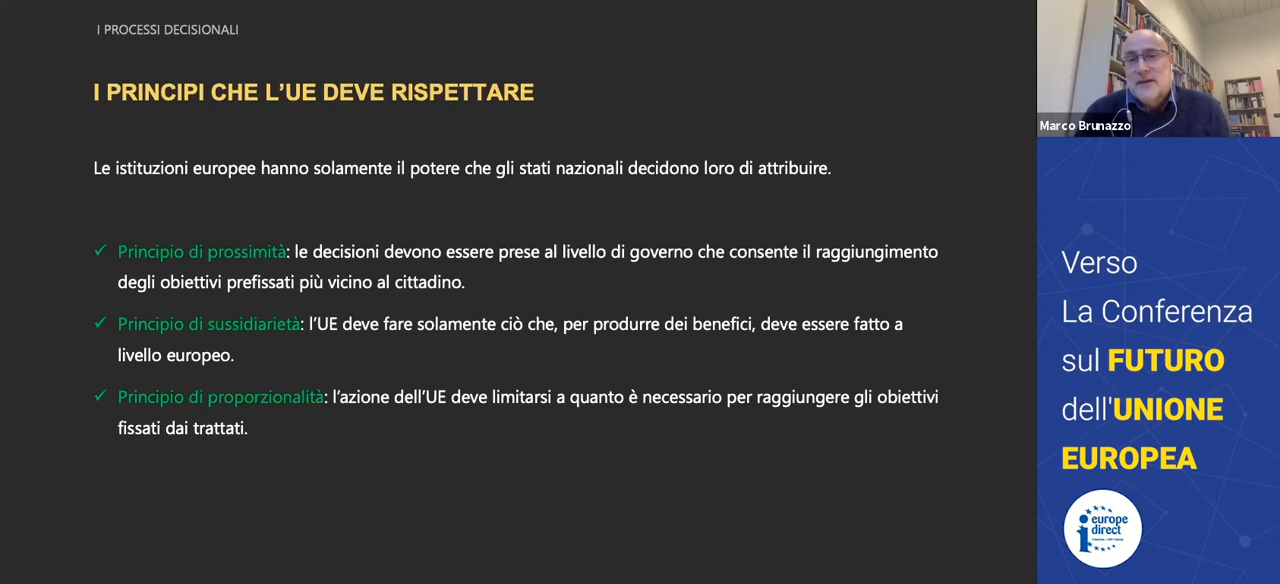 I PROCESSI DECISIONALI
I PRINCIPI CHE L'UE DEVE RISPETTARE
Le istituzioni europee hanno solamente il potere che gli stati nazionali decidono loro di attribuire.
✓ Principio di prossimità: le decisioni devono essere prese al livello di governo che consente il raggiungimento
degli obiettivi prefissati più vicino al cittadino.
✓ Principio di sussidiarietà: l'UE deve fare solamente ciò che, per produrre dei benefici, deve essere fatto a
livello europeo.
✓ Principio di proporzionalità: l'azione dell'UE deve limitarsi a quanto è necessario per raggiungere gli obiettivi
fissati dai trattati.
Marco Brunazzo
Verso
La Conferenza
sul FUTURO
dell'UNIONE
EUROPEA
europe
direct